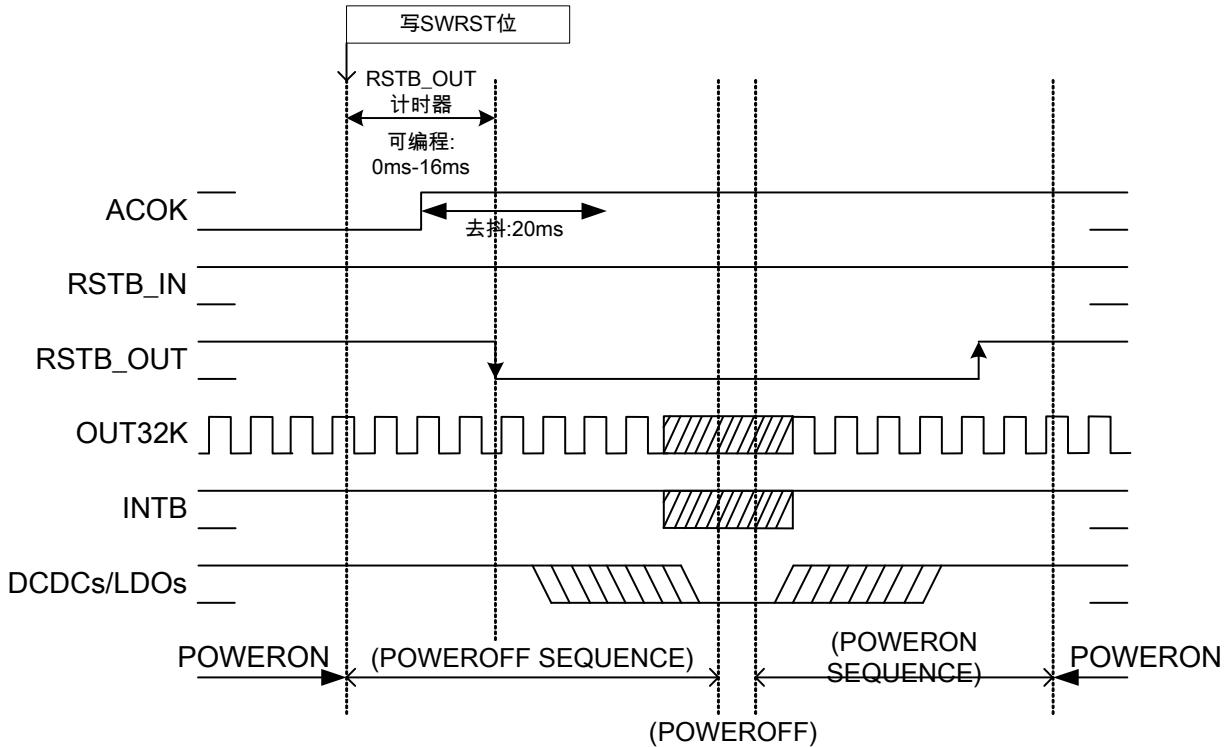 写SWRST位
RSTB_OUT
计时器
可编程:
0ms-16ms
ACOK
去抖:20ms
RSTB_IN
RSTB_OUT
OUT32K
INTB
DCDCs/LDOs
POWERON
(POWEROFF SEQUENCE)
(POWERON
SEQUENCE)
POWERON
(POWEROFF)